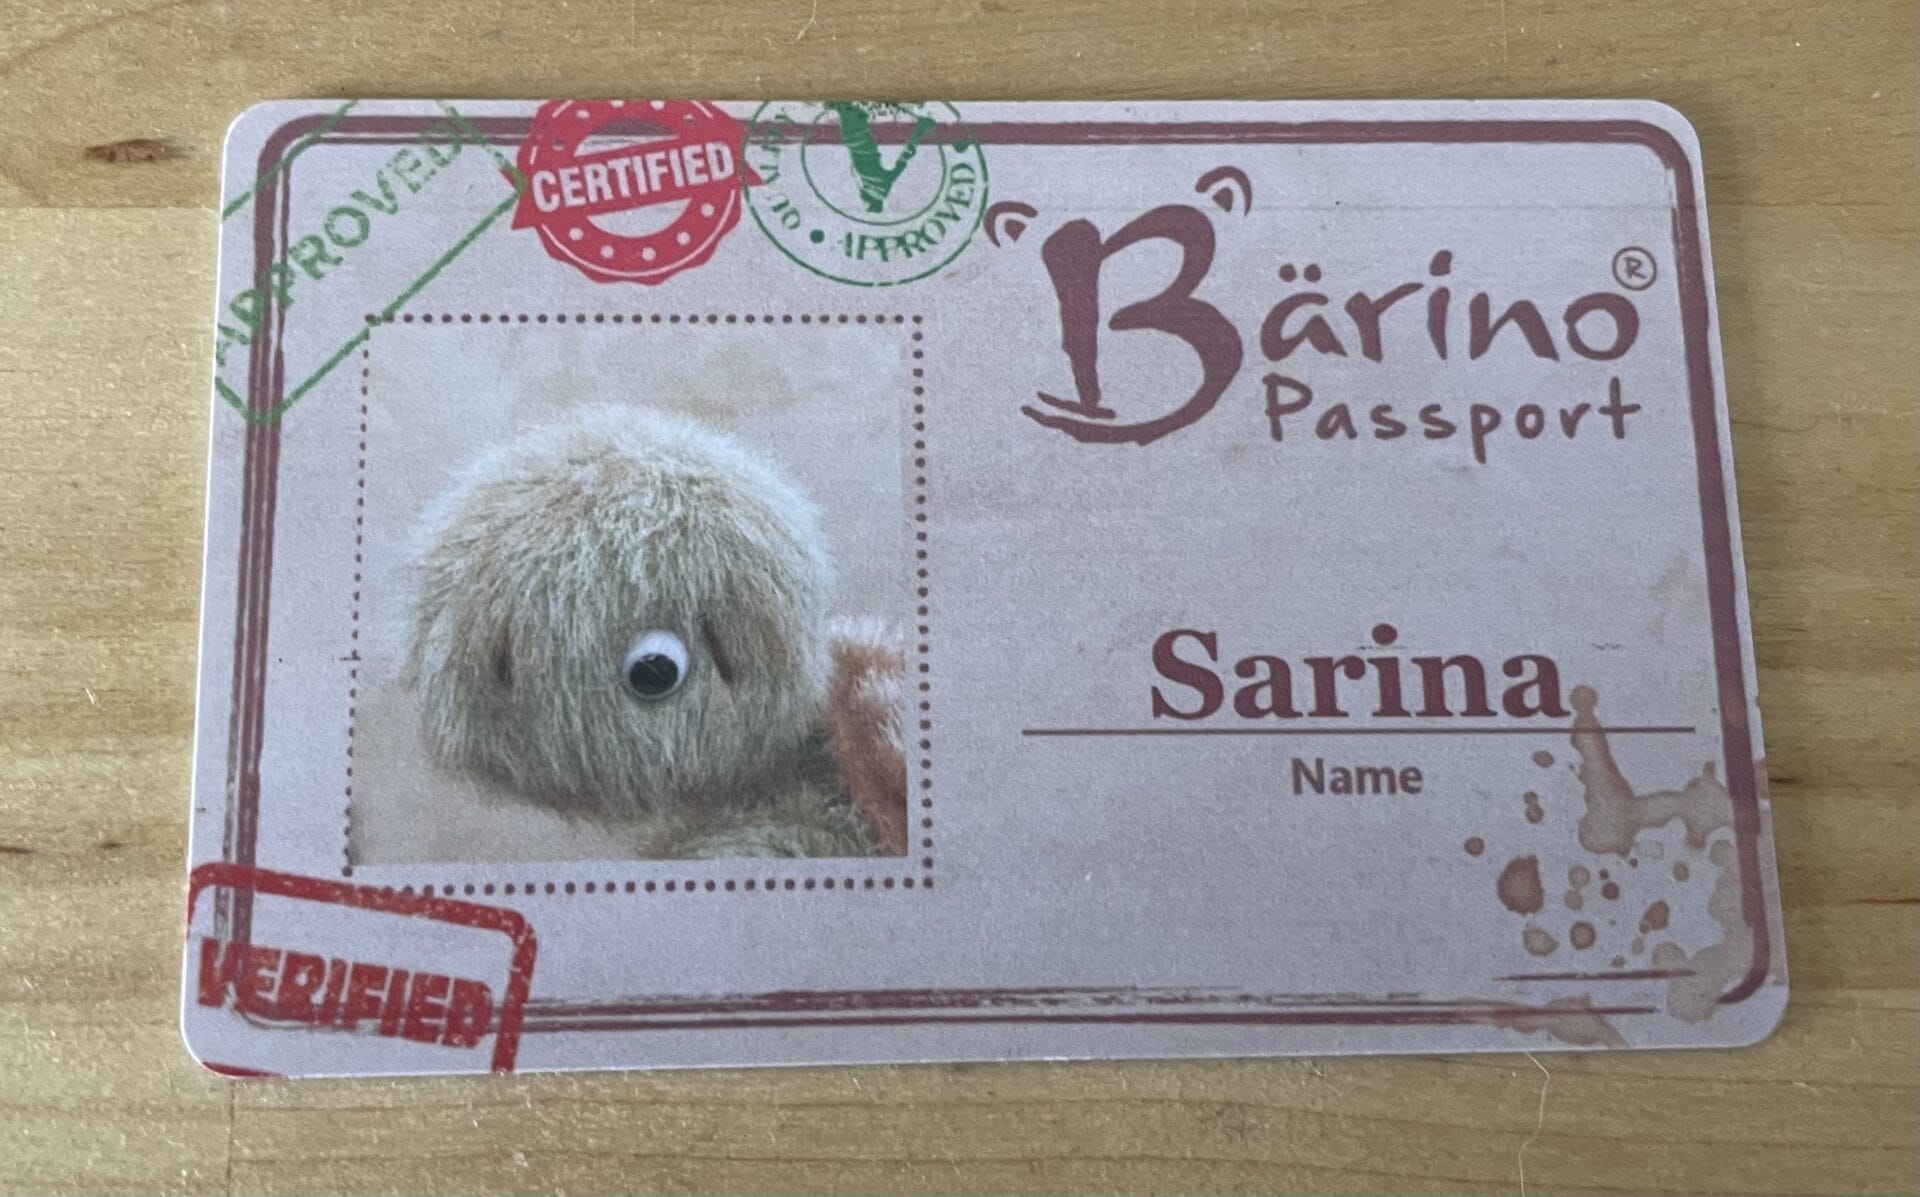 APPROVED
CERTIFIED
V
QUALITY • APPROVED •
Bärino®
Passport
Sarina
Name
VERIFIED